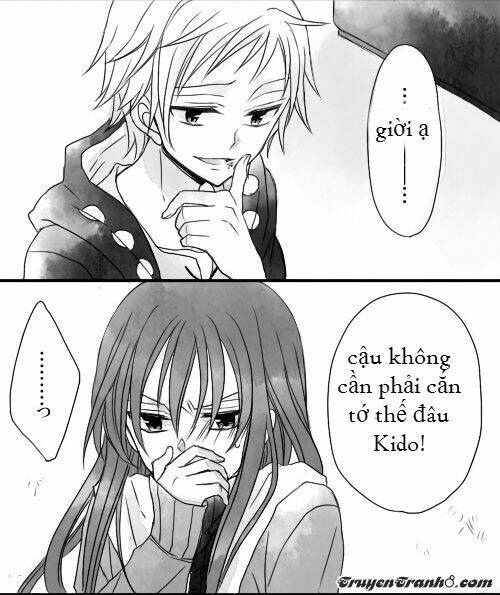 …
giời ạ
——…
cậu không
cần phải cắn
tớ thế đâu
Kido!
………っ
TruyenTranh8.com